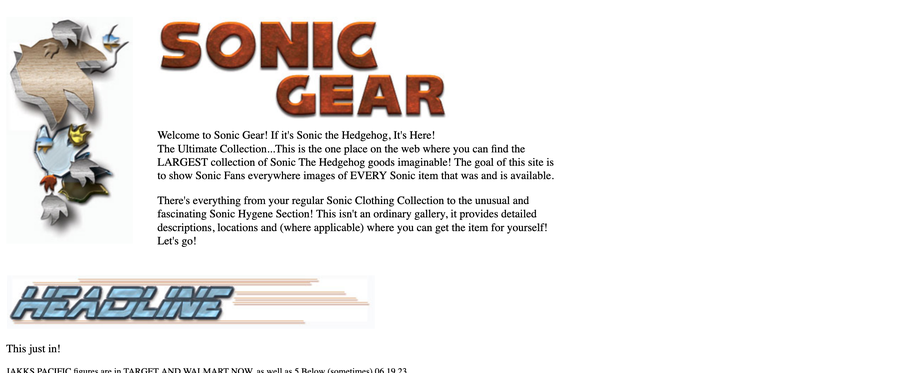 SONIC
GEAR
Welcome to Sonic Gear! If it's Sonic the Hedgehog, It's Here!
The Ultimate Collection...This is the one place on the web where you can find the
LARGEST collection of Sonic The Hedgehog goods imaginable! The goal of this site is
to show Sonic Fans everywhere images of EVERY Sonic item that was and is available.
There's everything from your regular Sonic Clothing Collection to the unusual and
fascinating Sonic Hygene Section! This isn't an ordinary gallery, it provides detailed
descriptions, locations and (where applicable) where you can get the item for yourself!
Let's go!
HEADLINE
This just in!
JAKKS PACIFIC figures are in TARGET AND WALMART NOW, as well as 5 Below (sometimes) 06.19.23